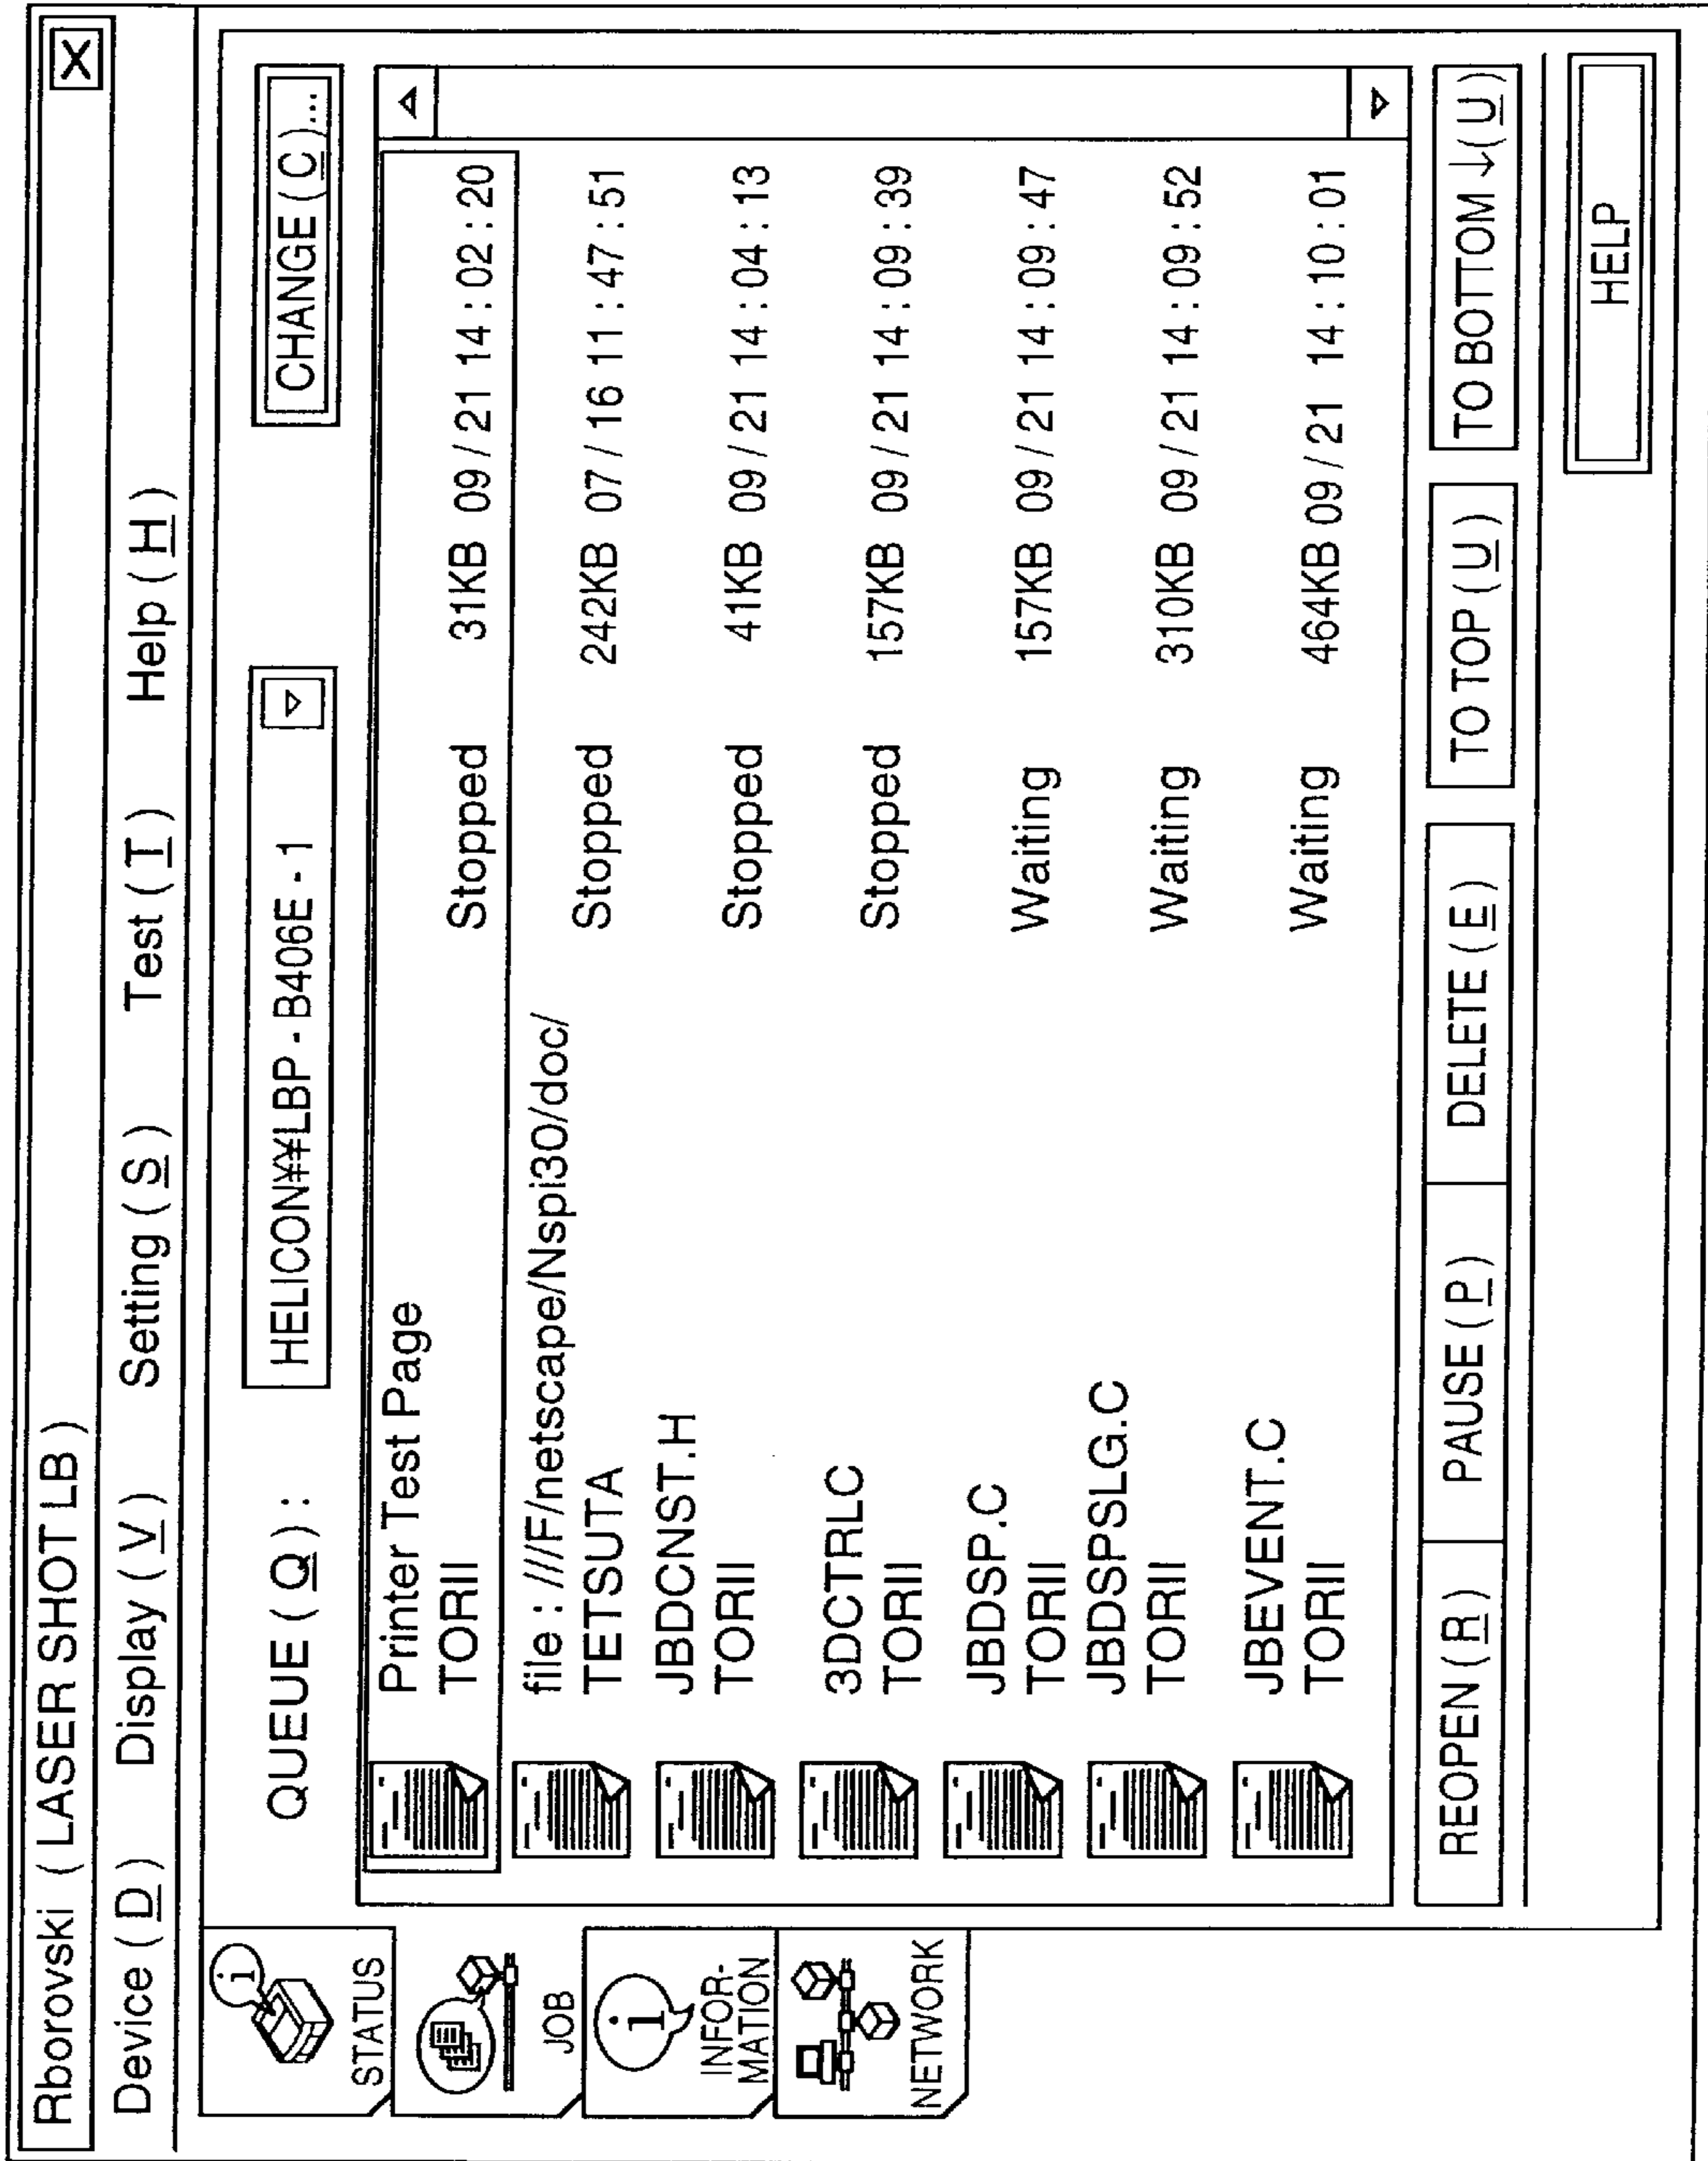 Rborovski ( LASER SHOT LB )
X
Device ( D ) Display ( V ) Setting ( S ) Test ( T ) Help ( H )
STATUS
JOB
INFOR-
MATION
NETWORK
QUEUE ( Q ) : HELICON¥¥LBP - B406E - 1 CHANGE ( C )...
Printer Test Page
TORII Stopped 31KB 09 / 21 14 : 02 : 20
file : ///F/netscape/Nspi30/doc/
TETSUTA Stopped 242KB 07 / 16 11 : 47 : 51
JBDCNST.H
TORII Stopped 41KB 09 / 21 14 : 04 : 13
3DCTRLC
TORII Stopped 157KB 09 / 21 14 : 09 : 39
JBDSP.C
TORII Waiting 157KB 09 / 21 14 : 09 : 47
JBDSPSLG.C
TORII Waiting 310KB 09 / 21 14 : 09 : 52
JBEVENT.C
TORII Waiting 464KB 09 / 21 14 : 10 : 01
REOPEN ( R ) PAUSE ( P ) DELETE ( E ) TO TOP ( U ) TO BOTTOM ↓ ( U )
HELP